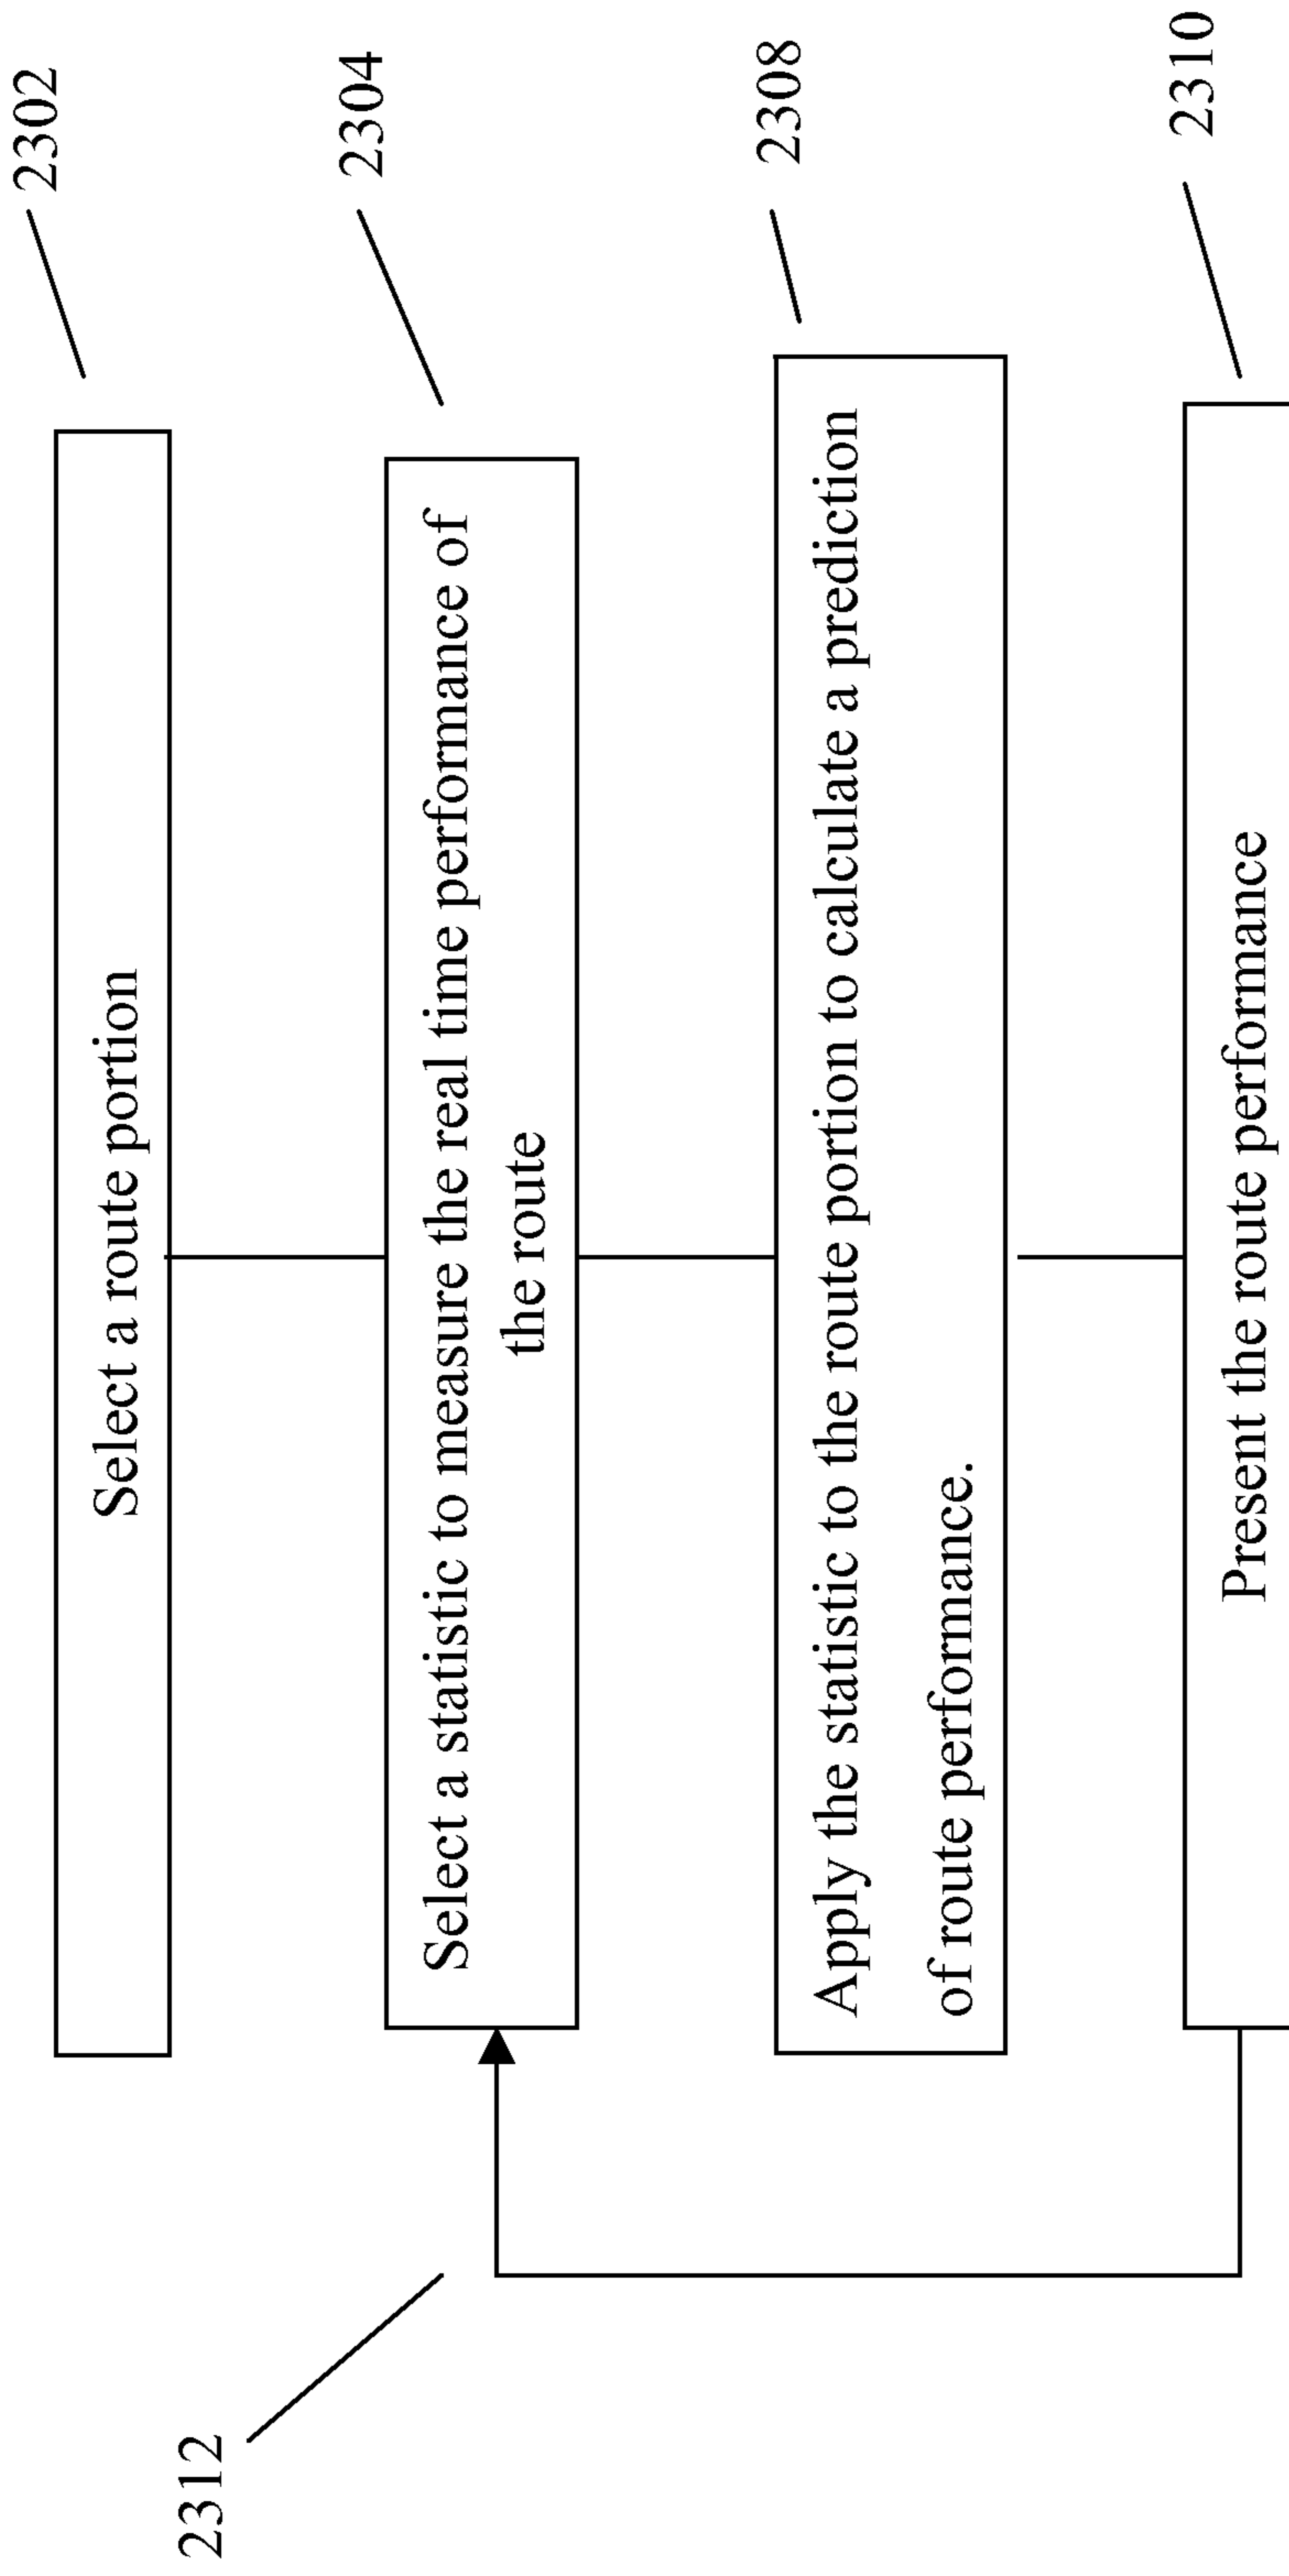 2302
Select a route portion
2304
Select a statistic to measure the real time performance of
the route
2308
Apply the statistic to the route portion to calculate a prediction
of route performance.
2310
Present the route performance
2312